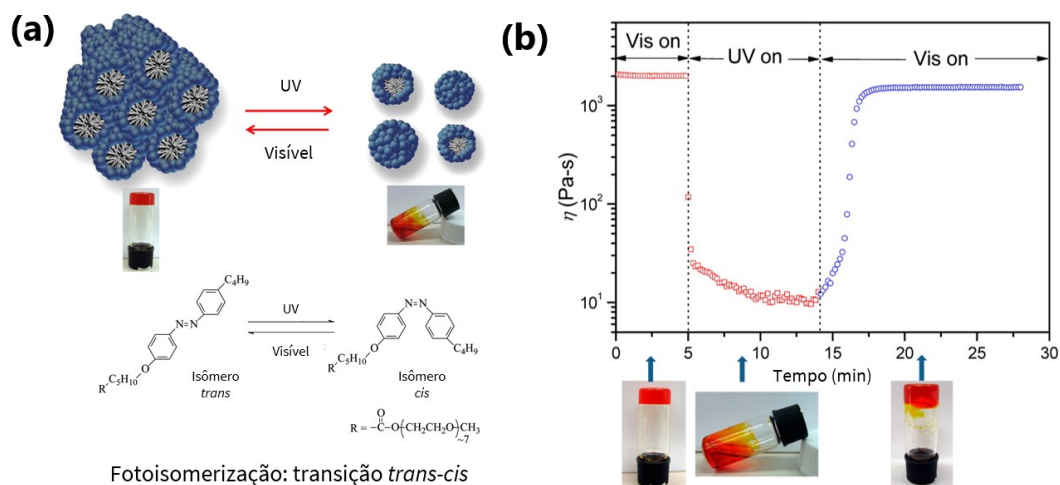 (a)
UV
Visível
C₄H₉
N=N
UV
Visível
O
C₅H₁₀
R
Isômero
trans
N=N
O
C₅H₁₀
R
C₄H₉
Isômero
cis
R = —C—O(CH₂CH₂O)CH₃
O
~7
Fotoisomerização: transição trans-cis
(b)
Vis on
UV on
Vis on
η (Pa-s)
10³
10²
10¹
0 5 10 15 20 25 30
Tempo (min)